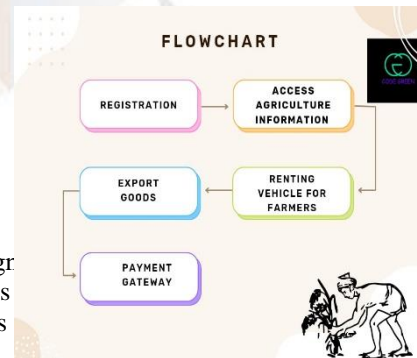 FLOWCHART
REGISTRATION
ACCESS
AGRICULTURE
INFORMATION
EXPORT
GOODS
RENTING
VEHICLE FOR
FARMERS
PAYMENT
GATEWAY